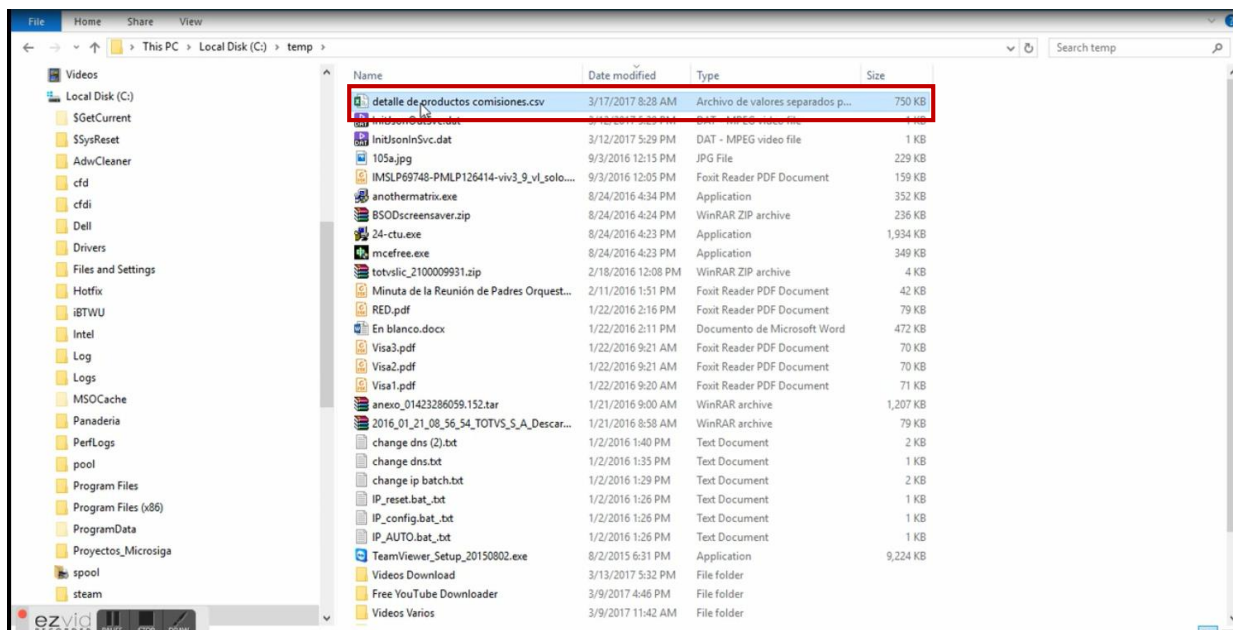 File Home Share View
This PC > Local Disk (C:) > temp > Search temp
Videos
Local Disk (C:)
$GetCurrent
$SysReset
AdwCleaner
cfd
cfdi
Dell
Drivers
Files and Settings
Hotfix
iBTWU
Intel
Log
Logs
MSOCache
Panaderia
PerfLogs
pool
Program Files
Program Files (x86)
ProgramData
Proyectos_Microsiga
spool
steam
Name Date modified Type Size
detalle de productos comisiones.csv 3/17/2017 8:28 AM Archivo de valores separados p... 750 KB
InitJsonOutSvc.dat 3/12/2017 5:29 PM DAT - MPEG video file 1 KB
InitJsonInSvc.dat 3/12/2017 5:29 PM DAT - MPEG video file 1 KB
105a.jpg 9/3/2016 12:15 PM JPG File 229 KB
IMSLP69748-PMLP126414-viv3_9_vl_solo.... 9/3/2016 12:05 PM Foxit Reader PDF Document 159 KB
anothermatrix.exe 8/24/2016 4:34 PM Application 352 KB
BSODscreensaver.zip 8/24/2016 4:24 PM WinRAR ZIP archive 236 KB
24-ctu.exe 8/24/2016 4:23 PM Application 1,934 KB
mcefree.exe 8/24/2016 4:23 PM Application 349 KB
totvslic_2100009931.zip 2/18/2016 12:08 PM WinRAR ZIP archive 4 KB
Minuta de la Reunión de Padres Orquest... 2/11/2016 1:51 PM Foxit Reader PDF Document 42 KB
RED.pdf 1/22/2016 2:16 PM Foxit Reader PDF Document 79 KB
En blanco.docx 1/22/2016 2:11 PM Documento de Microsoft Word 472 KB
Visa3.pdf 1/22/2016 9:21 AM Foxit Reader PDF Document 70 KB
Visa2.pdf 1/22/2016 9:21 AM Foxit Reader PDF Document 70 KB
Visa1.pdf 1/22/2016 9:20 AM Foxit Reader PDF Document 71 KB
anexo_01423286059.152.tar 1/21/2016 9:00 AM WinRAR archive 1,207 KB
2016_01_21_08_56_54_TOTVS_S_A_Descar... 1/21/2016 8:58 AM WinRAR archive 79 KB
change dns (2).txt 1/2/2016 1:40 PM Text Document 2 KB
change dns.txt 1/2/2016 1:35 PM Text Document 1 KB
change ip batch.txt 1/2/2016 1:29 PM Text Document 2 KB
IP_reset.bat_.txt 1/2/2016 1:26 PM Text Document 1 KB
IP_config.bat_.txt 1/2/2016 1:26 PM Text Document 1 KB
IP_AUTO.bat_.txt 1/2/2016 1:26 PM Text Document 1 KB
TeamViewer_Setup_20150802.exe 8/2/2015 6:31 PM Application 9,224 KB
Videos Download 3/13/2017 5:32 PM File folder
Free YouTube Downloader 3/9/2017 4:46 PM File folder
Videos Varios 3/9/2017 11:42 AM File folder
ezvid